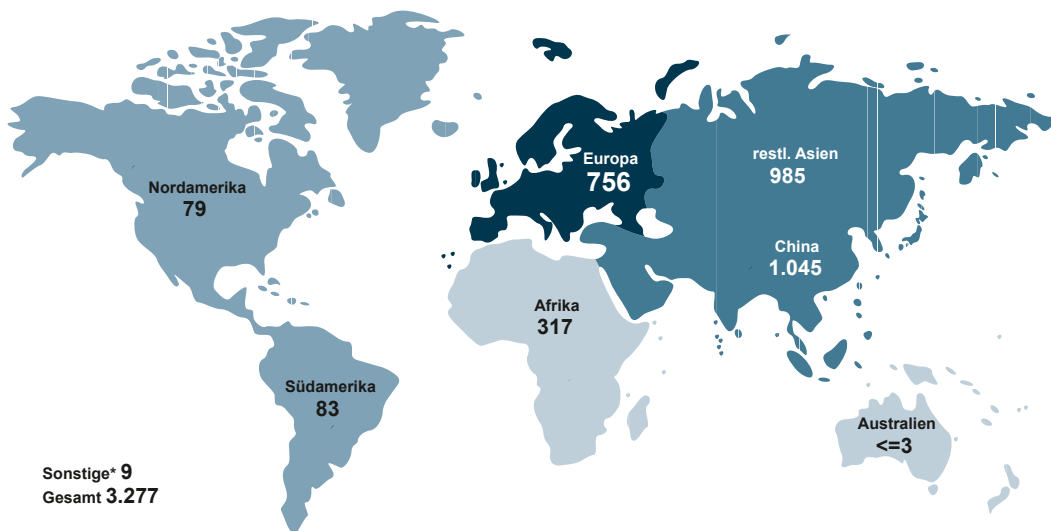 Nordamerika
79
Europa
756
restl. Asien
985
China
1.045
Afrika
317
Südamerika
83
Australien
<=3
Sonstige* 9
Gesamt 3.277